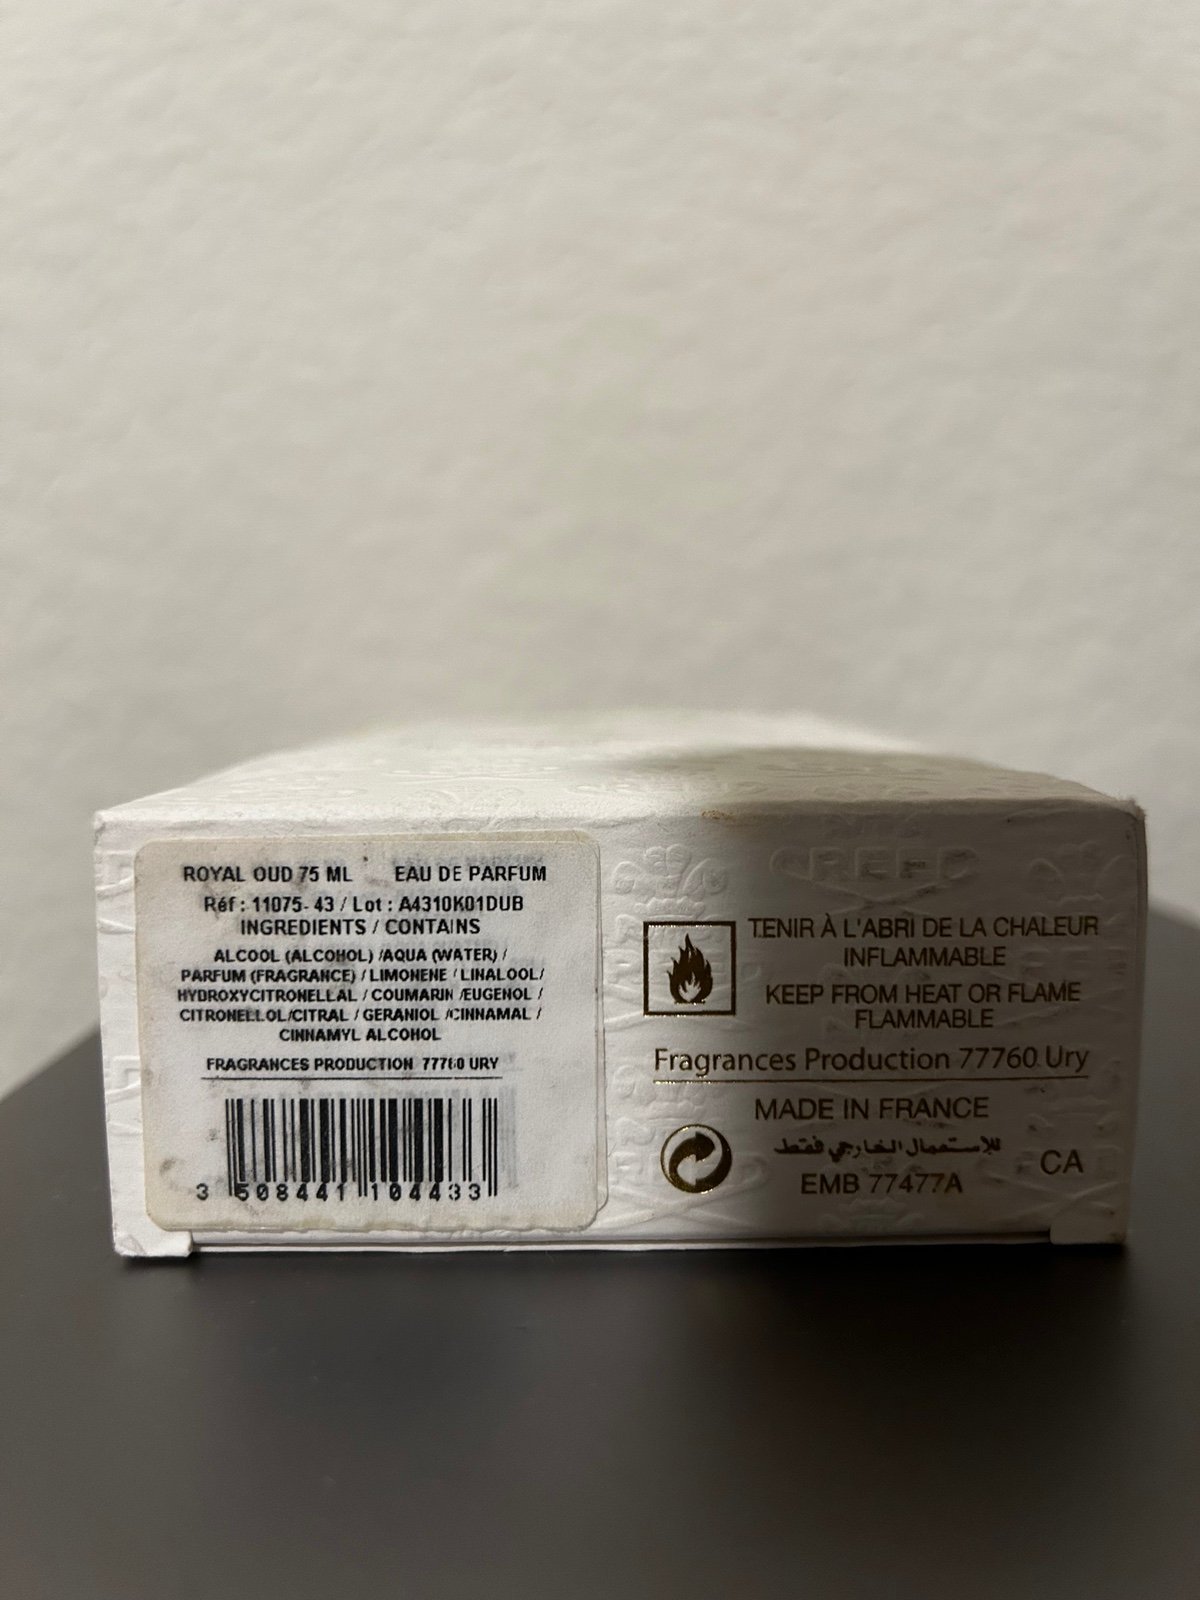 ROYAL OUD 75 ML EAU DE PARFUM
Réf : 11075- 43 / Lot : A4310K01DUB
INGREDIENTS / CONTAINS
ALCOOL (ALCOHOL) /AQUA (WATER) /
PARFUM (FRAGRANCE) / LIMONENE / LINALOOL/
HYDROXYCITRONELLAL / COUMARIN /EUGENOL /
CITRONELLOL/CITRAL / GERANIOL /CINNAMAL /
CINNAMYL ALCOHOL
FRAGRANCES PRODUCTION 77760 URY
3 508441 104433
TENIR À L'ABRI DE LA CHALEUR
INFLAMMABLE
KEEP FROM HEAT OR FLAME
FLAMMABLE
Fragrances Production 77760 Ury
MADE IN FRANCE
للإستعمال الخارجي فقط
EMB 77477A
CA